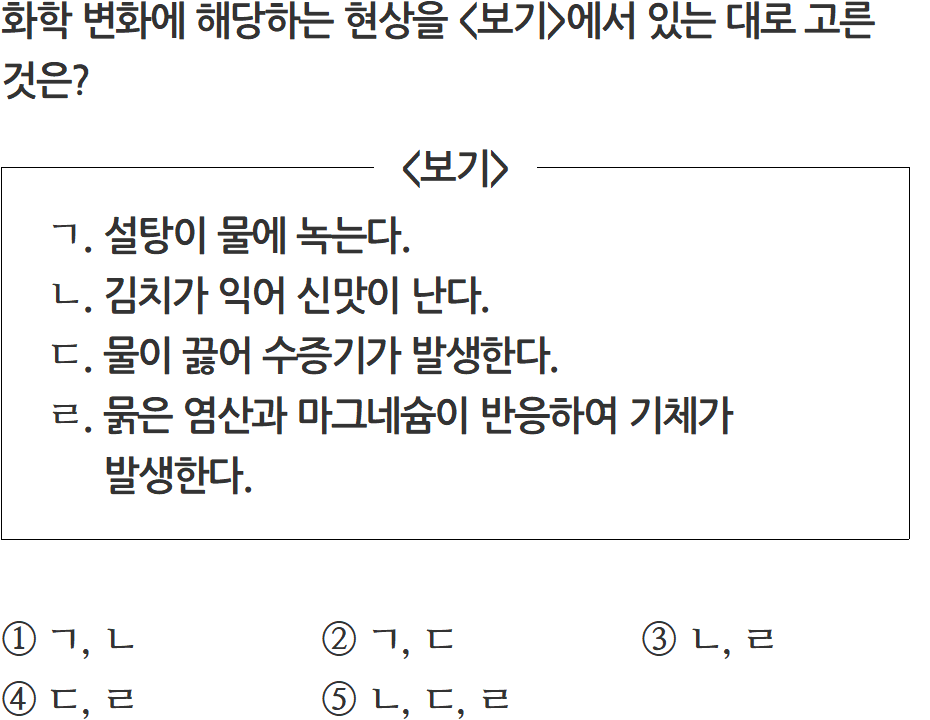 화학 변화에 해당하는 현상을 <보기>에서 있는 대로 고른
것은?
<보기>
ㄱ. 설탕이 물에 녹는다.
ㄴ. 김치가 익어 신맛이 난다.
ㄷ. 물이 끓어 수증기가 발생한다.
ㄹ. 묽은 염산과 마그네슘이 반응하여 기체가
발생한다.
① ㄱ, ㄴ ② ㄱ, ㄷ ③ ㄴ, ㄹ
④ ㄷ, ㄹ ⑤ ㄴ, ㄷ, ㄹ